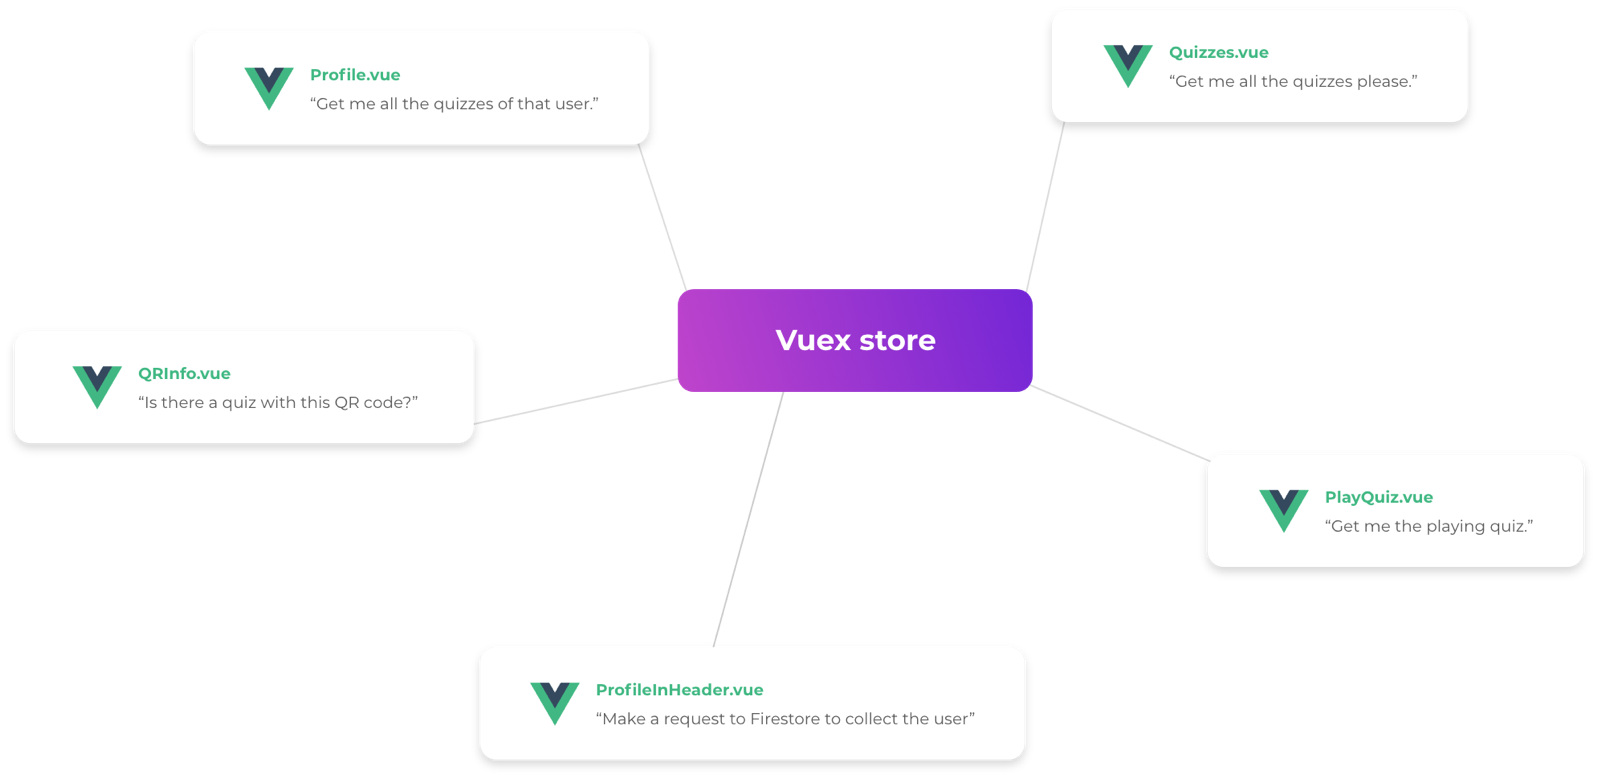 Profile.vue
“Get me all the quizzes of that user.”
Quizzes.vue
“Get me all the quizzes please.”
Vuex store
QRInfo.vue
“Is there a quiz with this QR code?”
PlayQuiz.vue
“Get me the playing quiz.”
ProfileInHeader.vue
“Make a request to Firestore to collect the user”